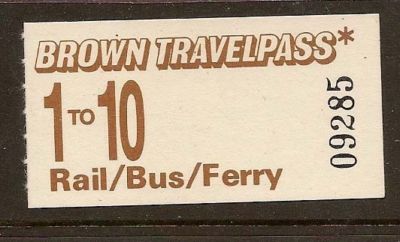 BROWN TRAVELPASS*
1 TO 10
Rail/Bus/Ferry
09285